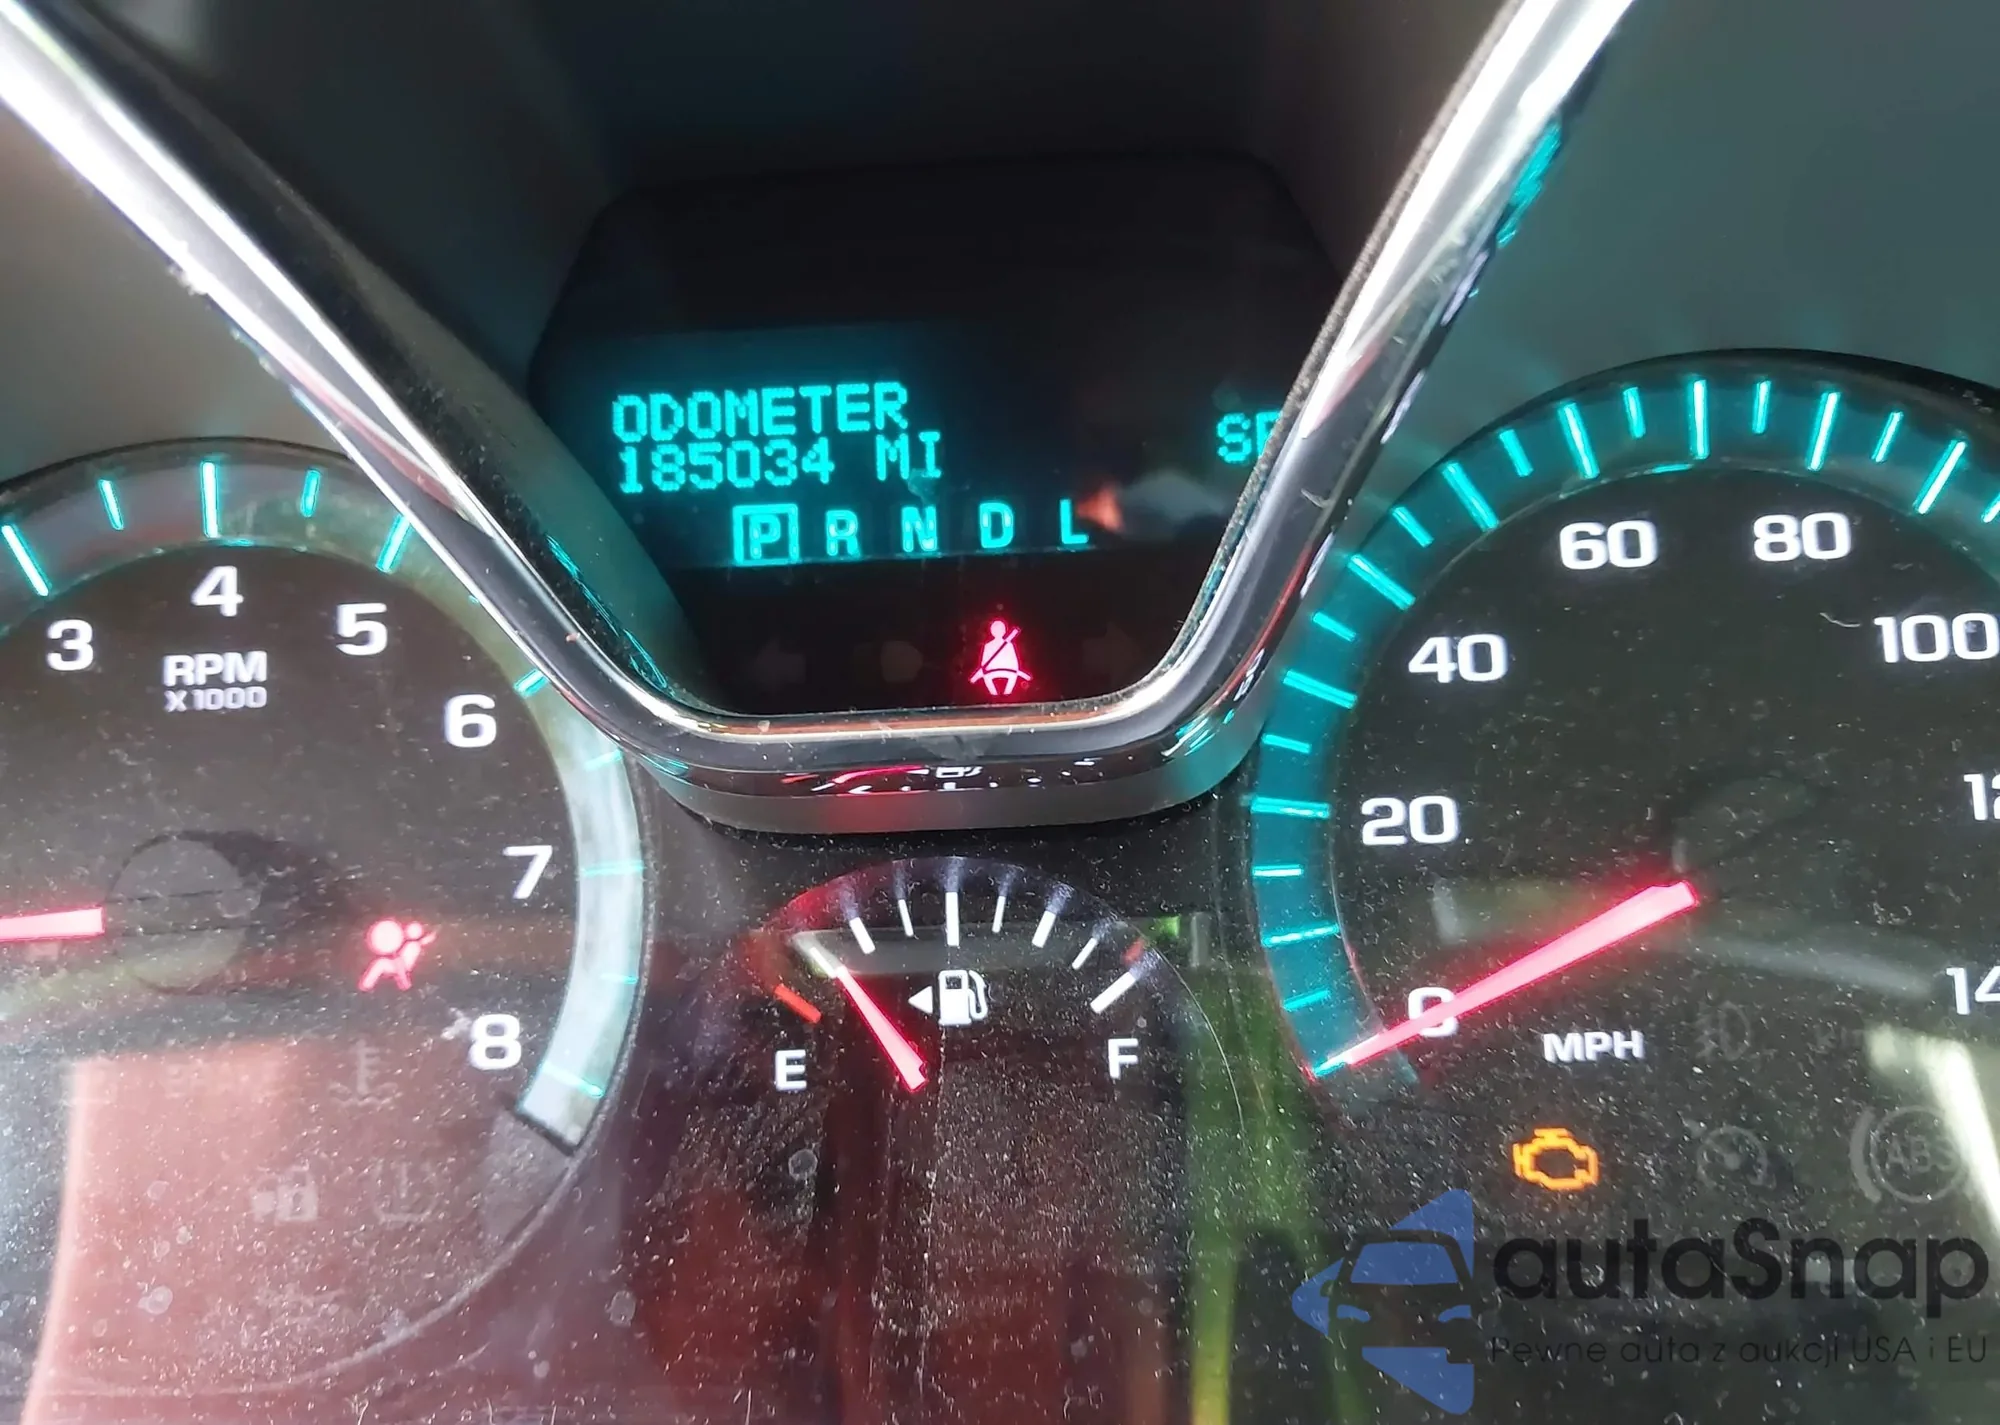 ODOMETER
185034 MI
P R N D L
3
4
5
6
7
8
RPM
X1000
E
F
0
20
40
60
80
100
MPH
ABS
autaSnap
Pewne auta z aukcji USA i EU